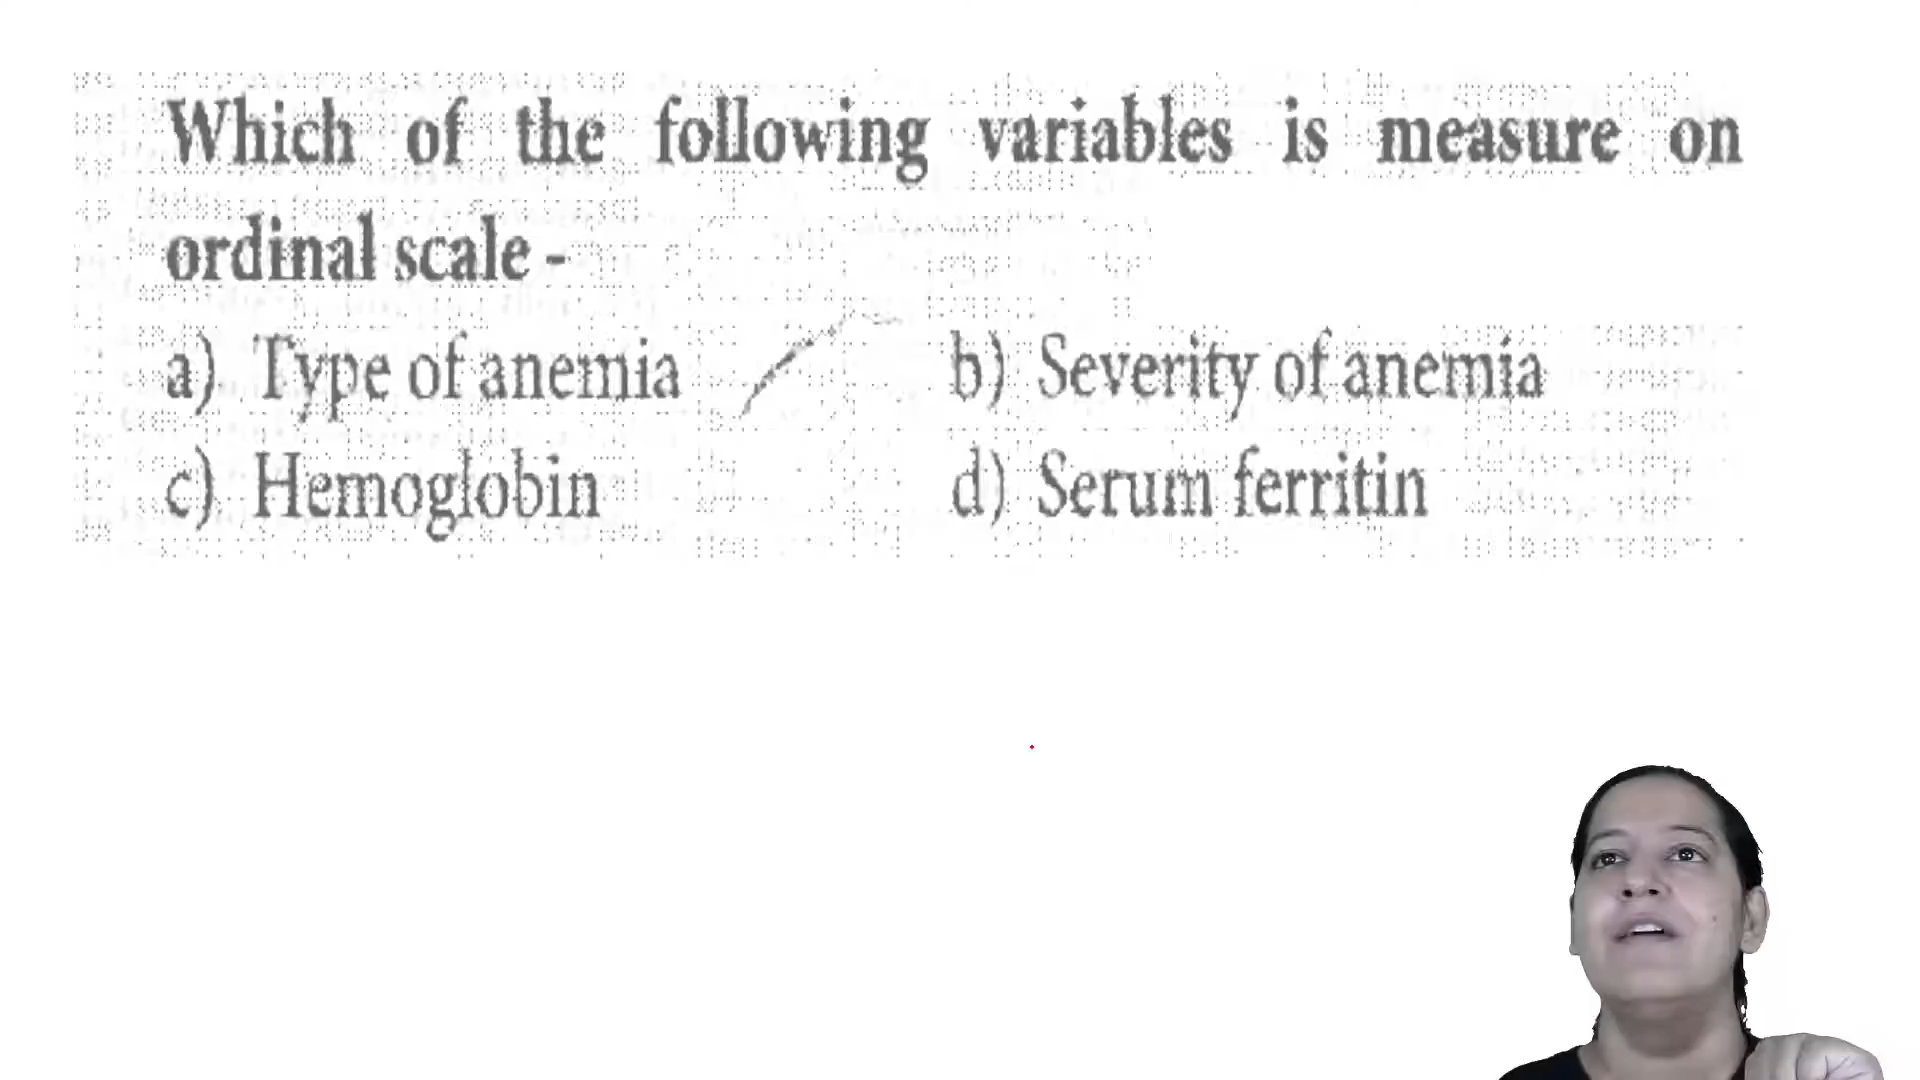 Which of the following variables is measure on
ordinal scale -
a) Type of anemia b) Severity of anemia
c) Hemoglobin d) Serum ferritin